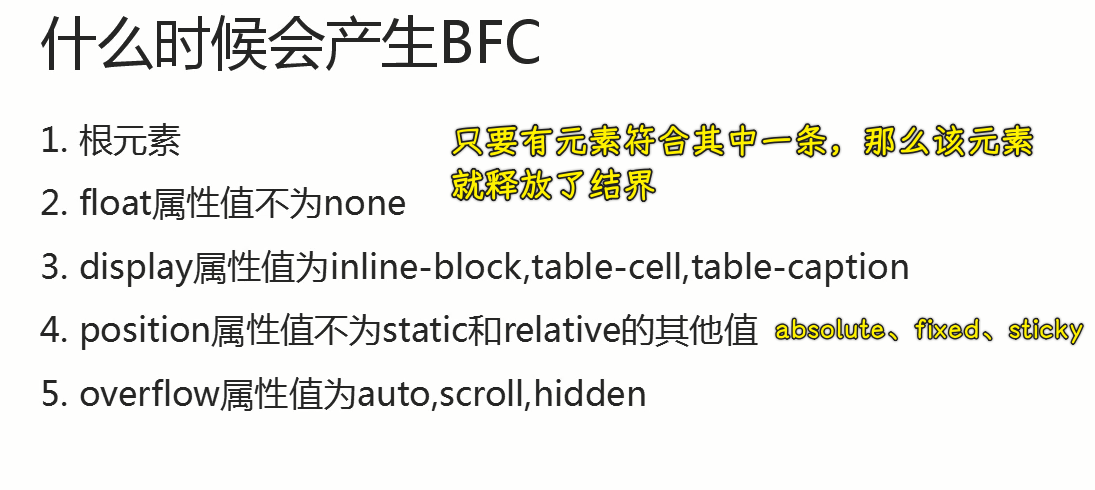 什么时候会产生BFC
1. 根元素
只要有元素符合其中一条，那么该元素
就释放了结界
2. float属性值不为none
3. display属性值为inline-block,table-cell,table-caption
4. position属性值不为static和relative的其他值 absolute、fixed、sticky
5. overflow属性值为auto,scroll,hidden